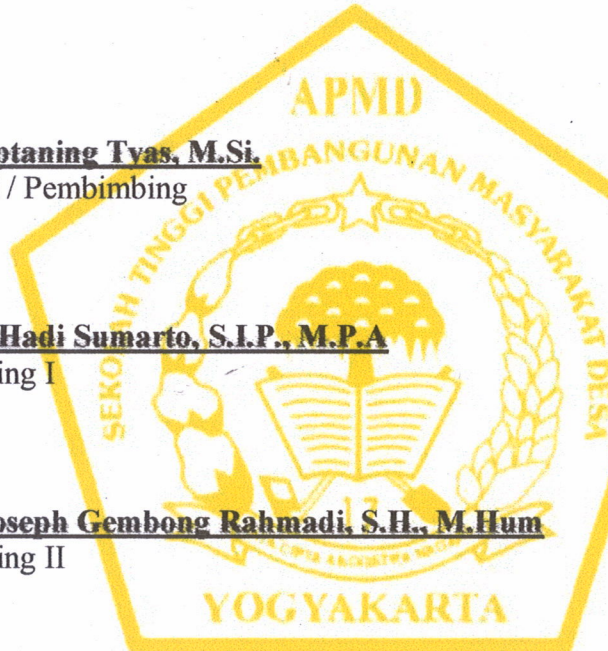 APMD
SEKOLAH TINGGI PEMBANGUNAN MASYARAKAT DESA
ptaning Tyas, M.Si.
/ Pembimbing
Hadi Sumarto, S.I.P., M.P.A
ing I
oseph Gembong Rahmadi, S.H., M.Hum
ing II
YOGYAKARTA